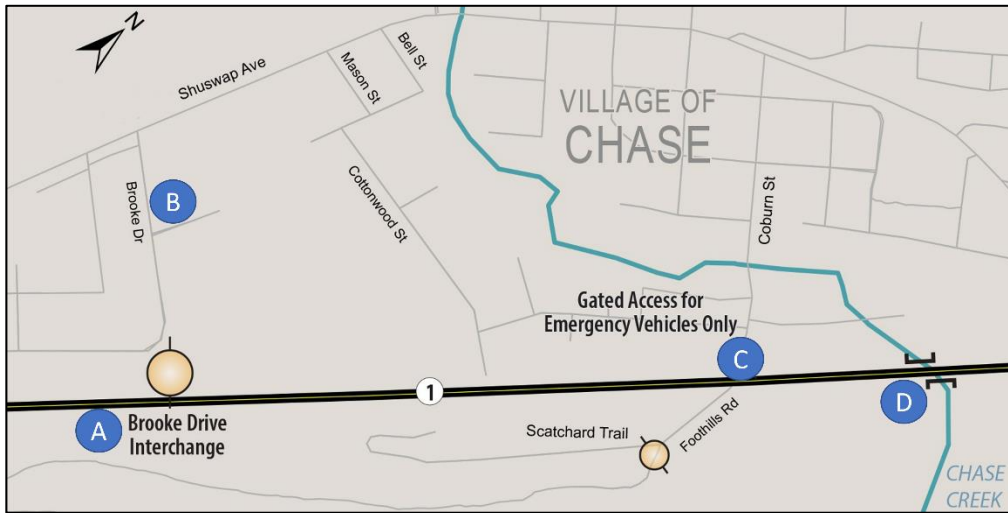 N
Shuswap Ave
Bell St
Mason St
VILLAGE OF
CHASE
B
Brooke Dr
Cottonwood St
Coburn St
Gated Access for
Emergency Vehicles Only
C
1
D
A
Brooke Drive
Interchange
Scatchard Trail
Foothills Rd
CHASE
CREEK